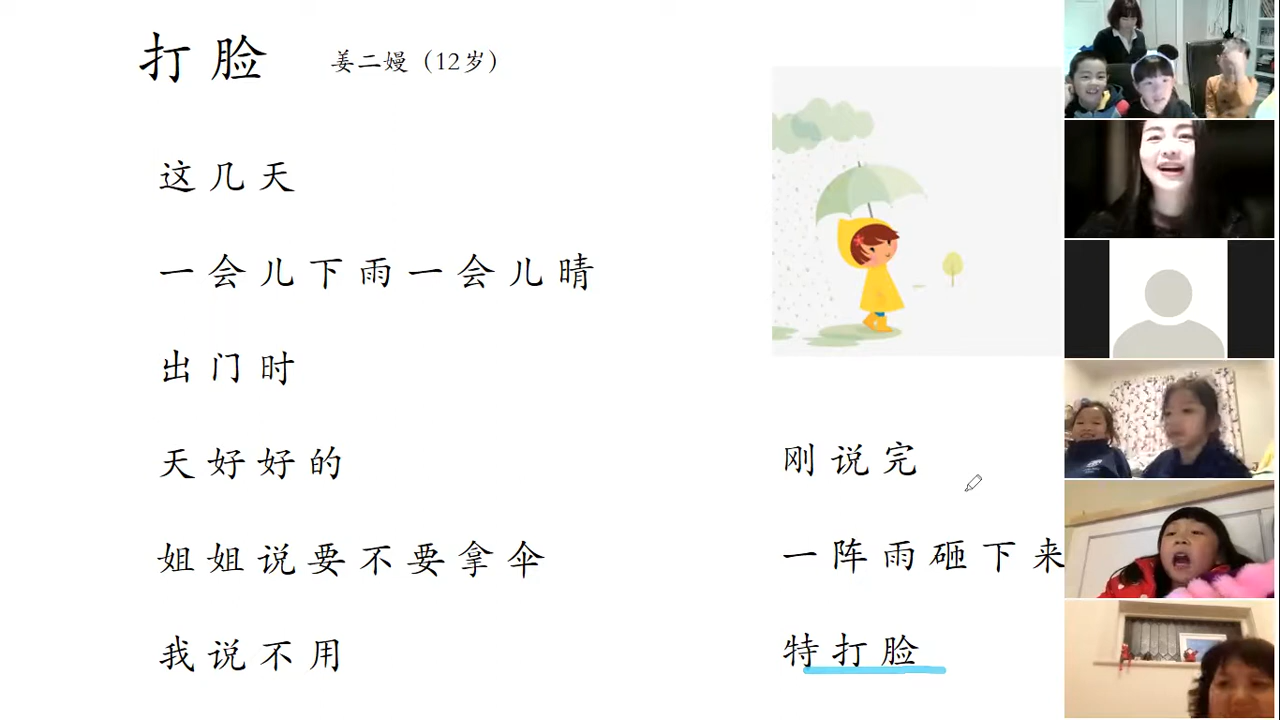 打脸
姜二嫚（12岁）
这几天
一会儿下雨一会儿晴
出门时
天好好的
姐姐说要不要拿伞
我说不用
刚说完
一阵雨砸下来
特打脸